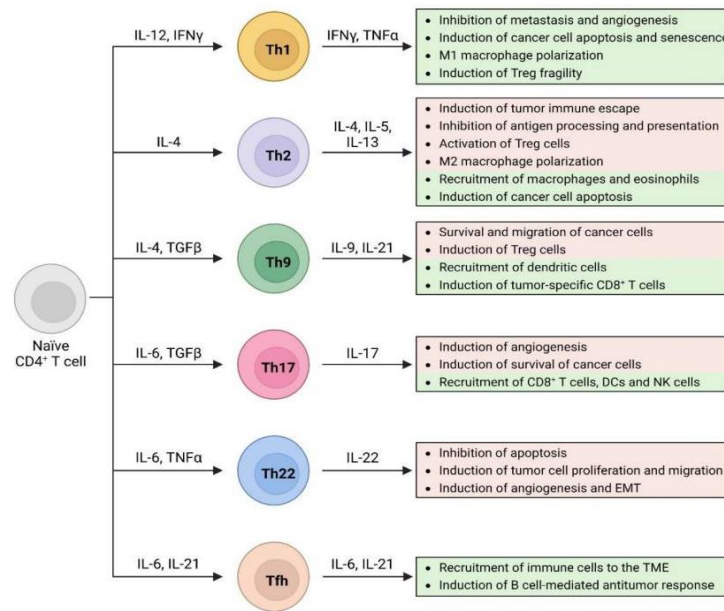 IL-12, IFNγ
Th1
IFNγ, TNFα
• Inhibition of metastasis and angiogenesis
• Induction of cancer cell apoptosis and senescence
• M1 macrophage polarization
• Induction of Treg fragility
IL-4
Th2
IL-4, IL-5,
IL-13
• Induction of tumor immune escape
• Inhibition of antigen processing and presentation
• Activation of Treg cells
• M2 macrophage polarization
• Recruitment of macrophages and eosinophils
• Induction of cancer cell apoptosis
IL-4, TGFβ
Th9
IL-9, IL-21
• Survival and migration of cancer cells
• Induction of Treg cells
• Recruitment of dendritic cells
• Induction of tumor-specific CD8⁺ T cells
Naïve
CD4⁺ T cell
IL-6, TGFβ
Th17
IL-17
• Induction of angiogenesis
• Induction of survival of cancer cells
• Recruitment of CD8⁺ T cells, DCs and NK cells
IL-6, TNFα
Th22
IL-22
• Inhibition of apoptosis
• Induction of tumor cell proliferation and migration
• Induction of angiogenesis and EMT
IL-6, IL-21
Tfh
IL-6, IL-21
• Recruitment of immune cells to the TME
• Induction of B cell-mediated antitumor response